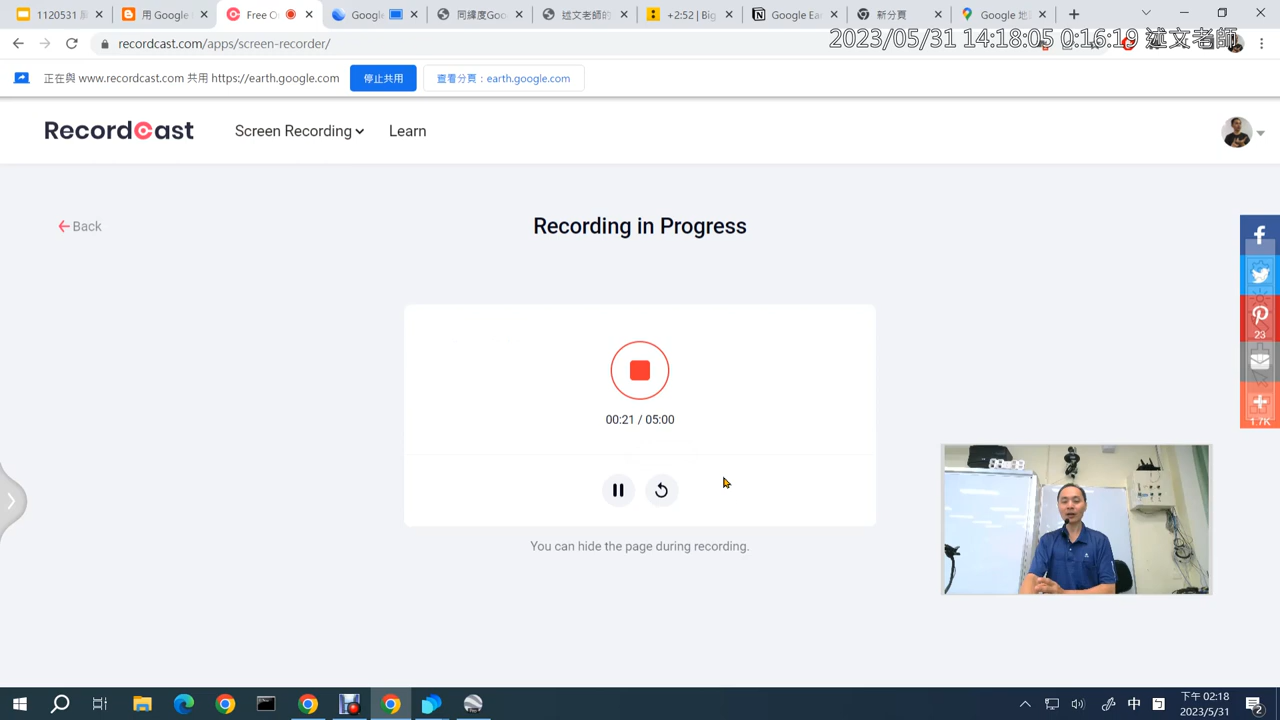 1120531 展
用 Google
Free O
Google
同緯度Goo
述文老師的
+2:52 | Big
Google Ear
新分頁
Google 地
recordcast.com/apps/screen-recorder/
2023/05/31 14:18:05 0:16:19 述文老師
正在與 www.recordcast.com 共用 https://earth.google.com
停止共用
查看分頁：earth.google.com
RecordCast
Screen Recording
Learn
Back
Recording in Progress
23
1.7K
00:21 / 05:00
You can hide the page during recording.
中
下午 02:18
2023/5/31
2